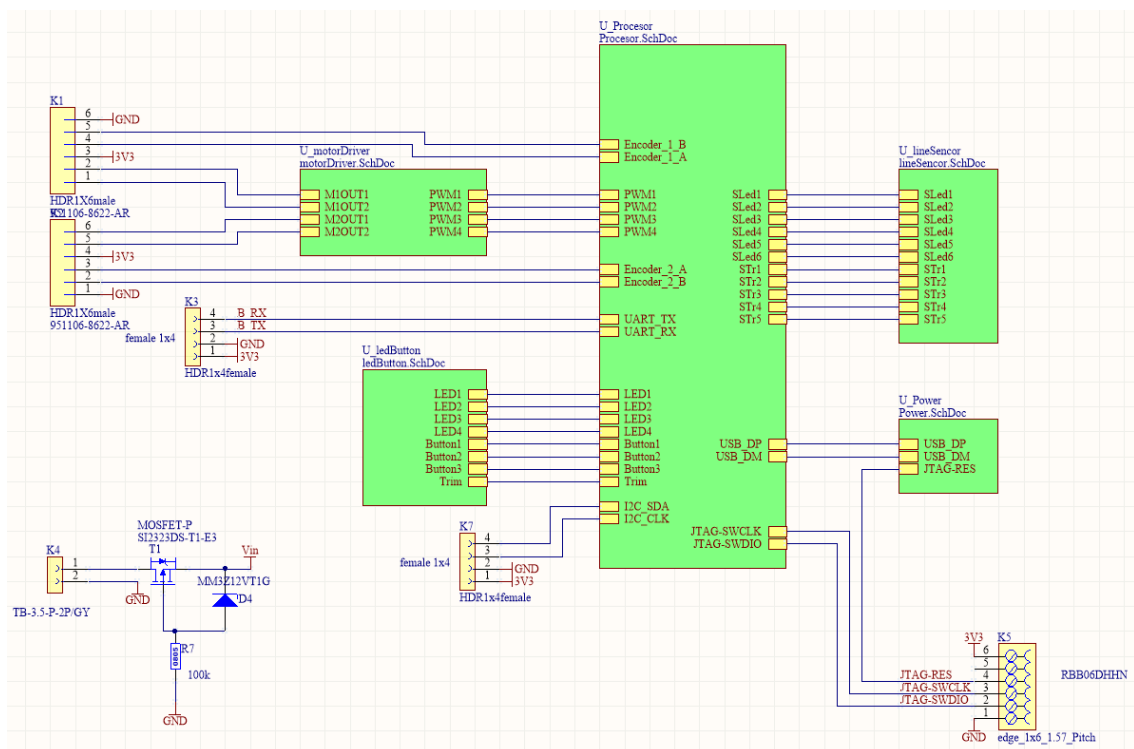 U_Procesor
Procesor.SchDoc
K1
6
GND
5
4
3
3V3
2
1
HDR1X6male
951106-8622-AR
6
5
4
3V3
3
2
1
GND
HDR1X6male
951106-8622-AR
U_motorDriver
motorDriver.SchDoc
M1OUT1
M1OUT2
M2OUT1
M2OUT2
PWM1
PWM2
PWM3
PWM4
Encoder_1_B
Encoder_1_A
PWM1
PWM2
PWM3
PWM4
Encoder_2_A
Encoder_2_B
UART_TX
UART_RX
LED1
LED2
LED3
LED4
Button1
Button2
Button3
Trim
I2C_SDA
I2C_CLK
SLed1
SLed2
SLed3
SLed4
SLed5
SLed6
STr1
STr2
STr3
STr4
STr5
USB_DP
USB_DM
JTAG-SWCLK
JTAG-SWDIO
U_lineSencor
lineSencor.SchDoc
SLed1
SLed2
SLed3
SLed4
SLed5
SLed6
STr1
STr2
STr3
STr4
STr5
K3
4
B_RX
3
B_TX
2
GND
1
3V3
female 1x4
HDR1x4female
U_ledButton
ledButton.SchDoc
LED1
LED2
LED3
LED4
Button1
Button2
Button3
Trim
U_Power
Power.SchDoc
USB_DP
USB_DM
JTAG-RES
K7
4
3
2
GND
1
3V3
female 1x4
HDR1x4female
MOSFET-P
SI2323DS-T1-E3
T1
K4
1
2
GND
TB-3.5-P-2P/GY
Vin
MM3Z12VT1G
D4
R7
0805
100k
GND
3V3
K5
6
5
JTAG-RES
4
JTAG-SWCLK
3
JTAG-SWDIO
2
1
GND
RBB06DHHN
edge_1x6_1.57_Pitch